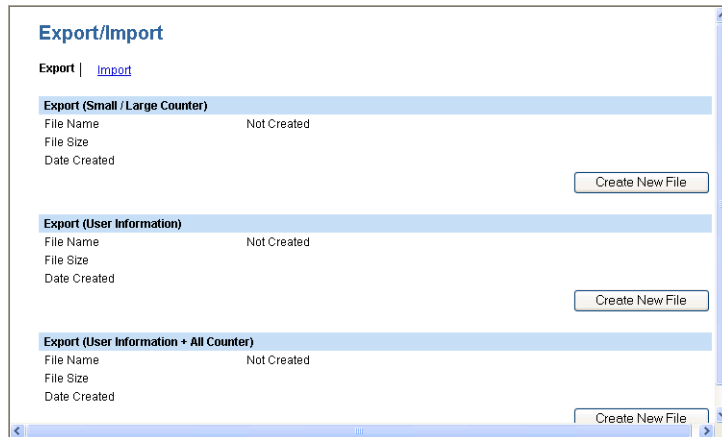 Export/Import
Export | Import
Export (Small / Large Counter)
File Name Not Created
File Size
Date Created
Create New File
Export (User Information)
File Name Not Created
File Size
Date Created
Create New File
Export (User Information + All Counter)
File Name Not Created
File Size
Date Created
Create New File